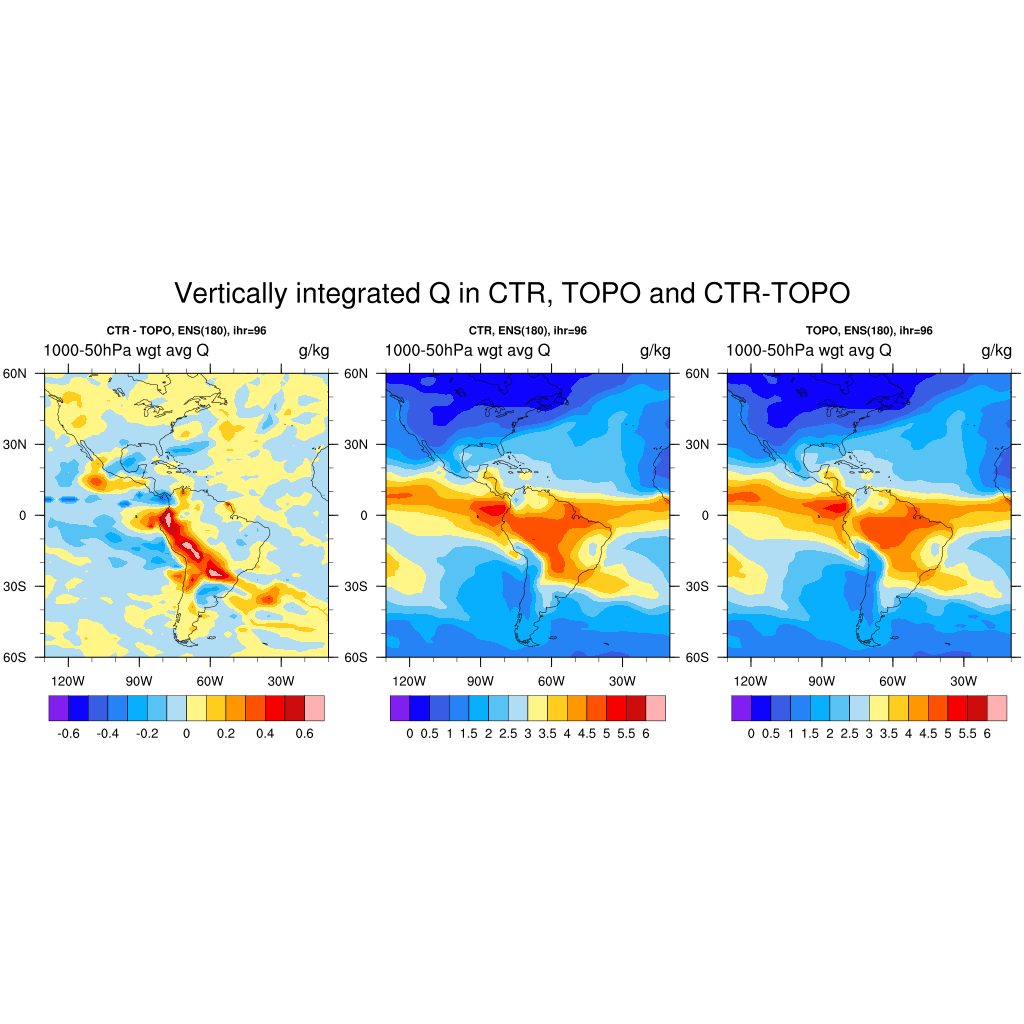 Vertically integrated Q in CTR, TOPO and CTR-TOPO
CTR - TOPO, ENS(180), ihr=96
1000-50hPa wgt avg Q g/kg
60N
30N
0
30S
60S
120W 90W 60W 30W
-0.6 -0.4 -0.2 0 0.2 0.4 0.6
CTR, ENS(180), ihr=96
1000-50hPa wgt avg Q g/kg
60N
30N
0
30S
60S
120W 90W 60W 30W
0 0.5 1 1.5 2 2.5 3 3.5 4 4.5 5 5.5 6
TOPO, ENS(180), ihr=96
1000-50hPa wgt avg Q g/kg
60N
30N
0
30S
60S
120W 90W 60W 30W
0 0.5 1 1.5 2 2.5 3 3.5 4 4.5 5 5.5 6